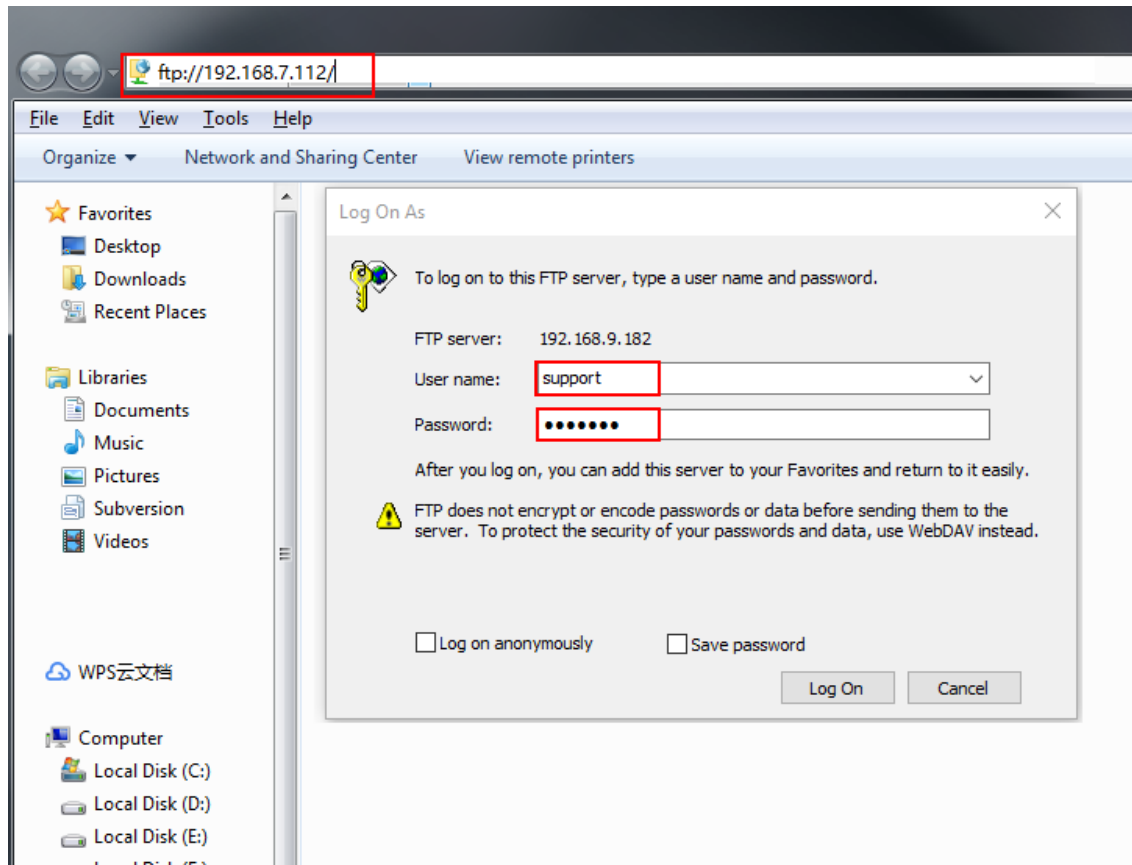 ftp://192.168.7.112/
File Edit View Tools Help
Organize Network and Sharing Center View remote printers
Favorites
Desktop
Downloads
Recent Places
Libraries
Documents
Music
Pictures
Subversion
Videos
WPS云文档
Computer
Local Disk (C:)
Local Disk (D:)
Local Disk (E:)
Log On As
To log on to this FTP server, type a user name and password.
FTP server: 192.168.9.182
User name: support
Password: •••••••
After you log on, you can add this server to your Favorites and return to it easily.
FTP does not encrypt or encode passwords or data before sending them to the
server. To protect the security of your passwords and data, use WebDAV instead.
Log on anonymously Save password
Log On Cancel